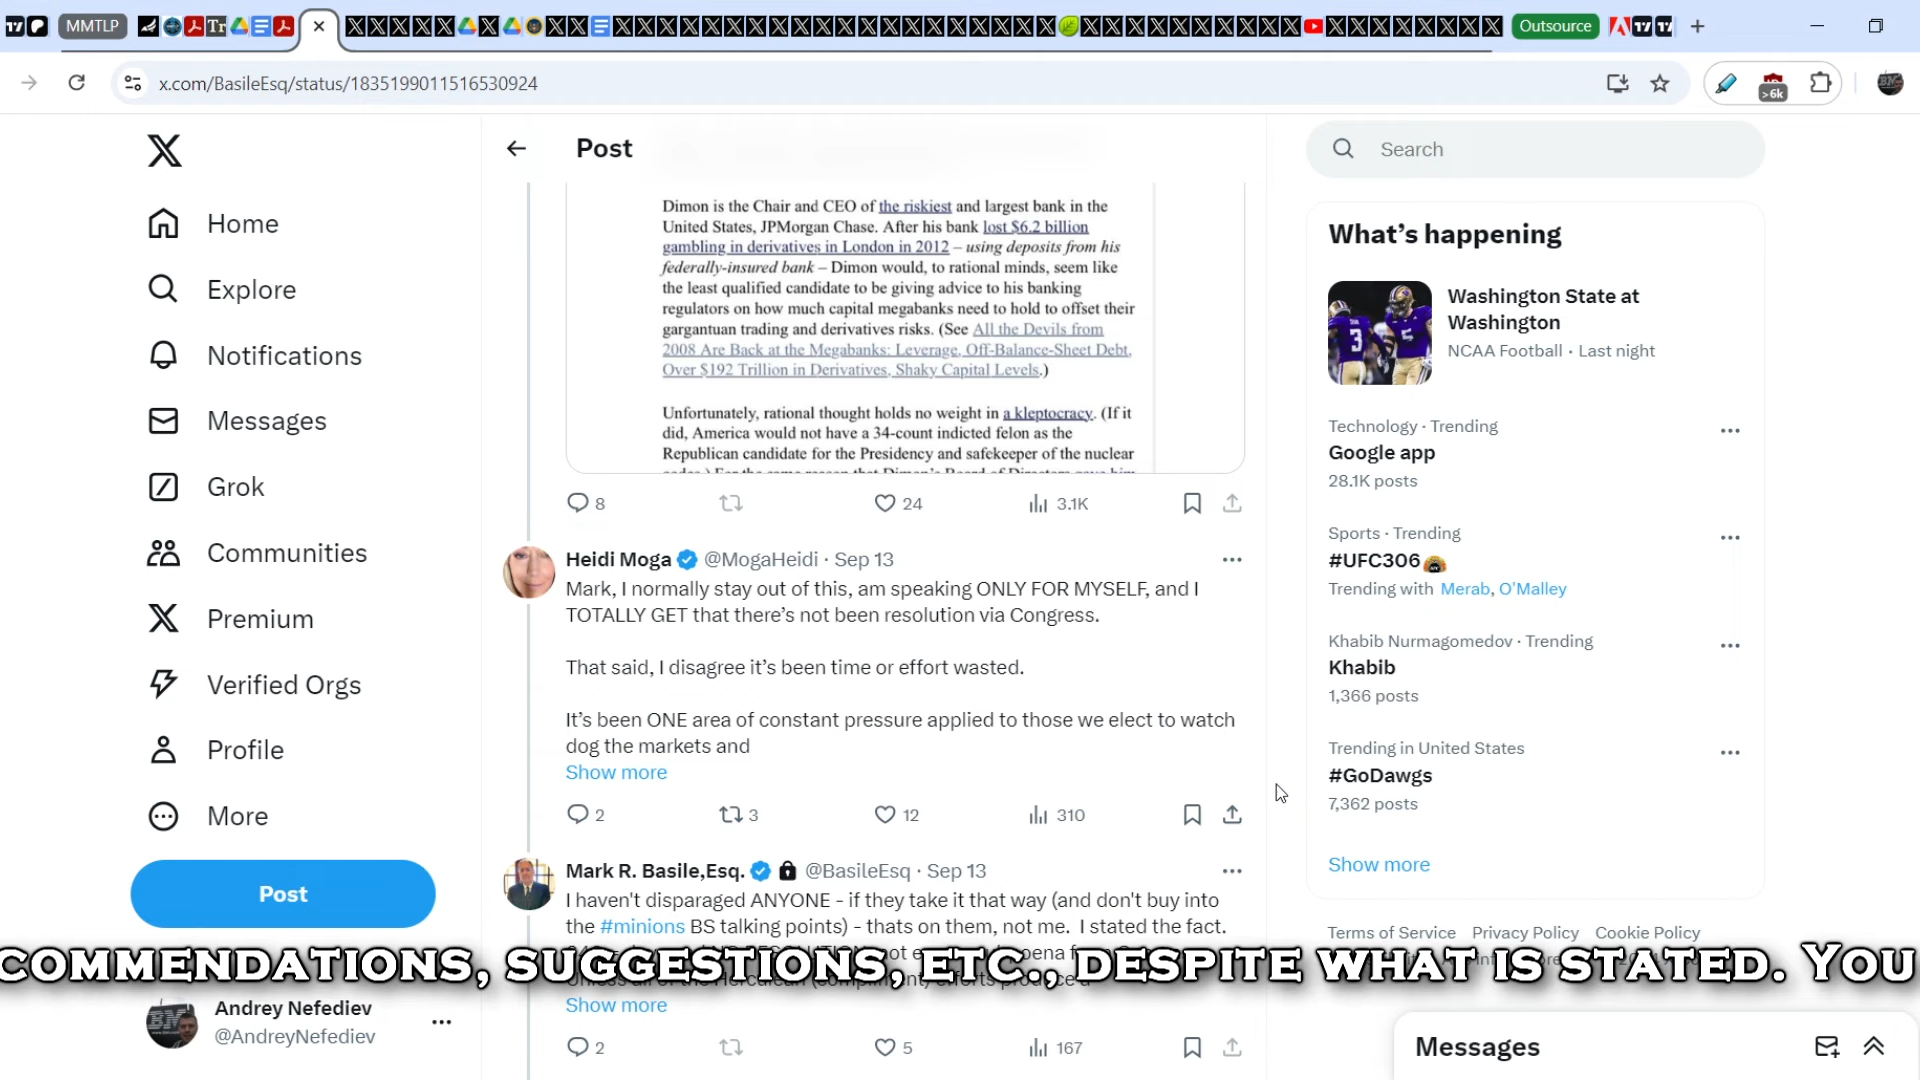 MMTLP
Outsource
x.com/BasileEsq/status/1835199011516530924
>6k
Post
Search
Home
Explore
Notifications
Messages
Grok
Communities
Premium
Verified Orgs
Profile
More
Post
Andrey Nefediev
@AndreyNefediev
Dimon is the Chair and CEO of the riskiest and largest bank in the
United States, JPMorgan Chase. After his bank lost $6.2 billion
gambling in derivatives in London in 2012 – using deposits from his
federally-insured bank – Dimon would, to rational minds, seem like
the least qualified candidate to be giving advice to his banking
regulators on how much capital megabanks need to hold to offset their
gargantuan trading and derivatives risks. (See All the Devils from
2008 Are Back at the Megabanks: Leverage, Off-Balance-Sheet Debt,
Over $192 Trillion in Derivatives, Shaky Capital Levels.)
Unfortunately, rational thought holds no weight in a kleptocracy. (If it
did, America would not have a 34-count indicted felon as the
Republican candidate for the Presidency and safekeeper of the nuclear
8 24 3.1K
Heidi Moga @MogaHeidi · Sep 13
Mark, I normally stay out of this, am speaking ONLY FOR MYSELF, and I
TOTALLY GET that there's not been resolution via Congress.
That said, I disagree it's been time or effort wasted.
It's been ONE area of constant pressure applied to those we elect to watch
dog the markets and
Show more
2 3 12 310
Mark R. Basile,Esq. @BasileEsq · Sep 13
I haven't disparaged ANYONE - if they take it that way (and don't buy into
the #minions BS talking points) - thats on them, not me. I stated the fact.
COMMENDATIONS, SUGGESTIONS, ETC., DESPITE WHAT IS STATED. YOU
Show more
2 5 167
What's happening
Washington State at
Washington
NCAA Football · Last night
Technology · Trending
Google app
28.1K posts
Sports · Trending
#UFC306
Trending with Merab, O'Malley
Khabib Nurmagomedov · Trending
Khabib
1,366 posts
Trending in United States
#GoDawgs
7,362 posts
Show more
Terms of Service Privacy Policy Cookie Policy
Messages